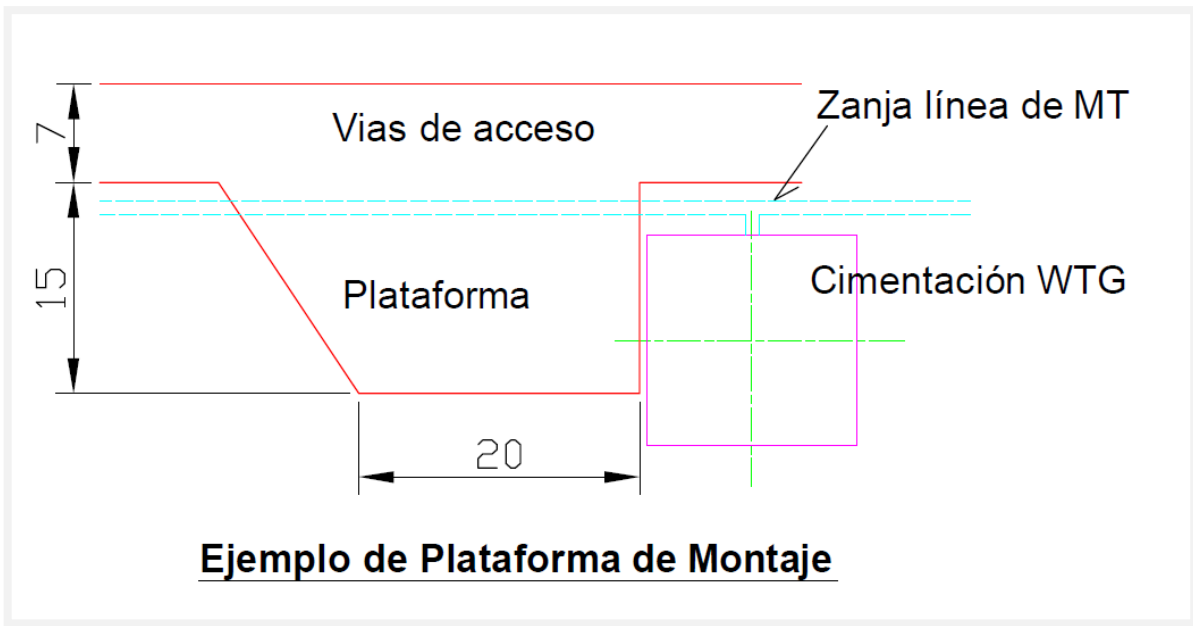 Zanja línea de MT
Vias de acceso
7
Cimentación WTG
Plataforma
15
20
Ejemplo de Plataforma de Montaje